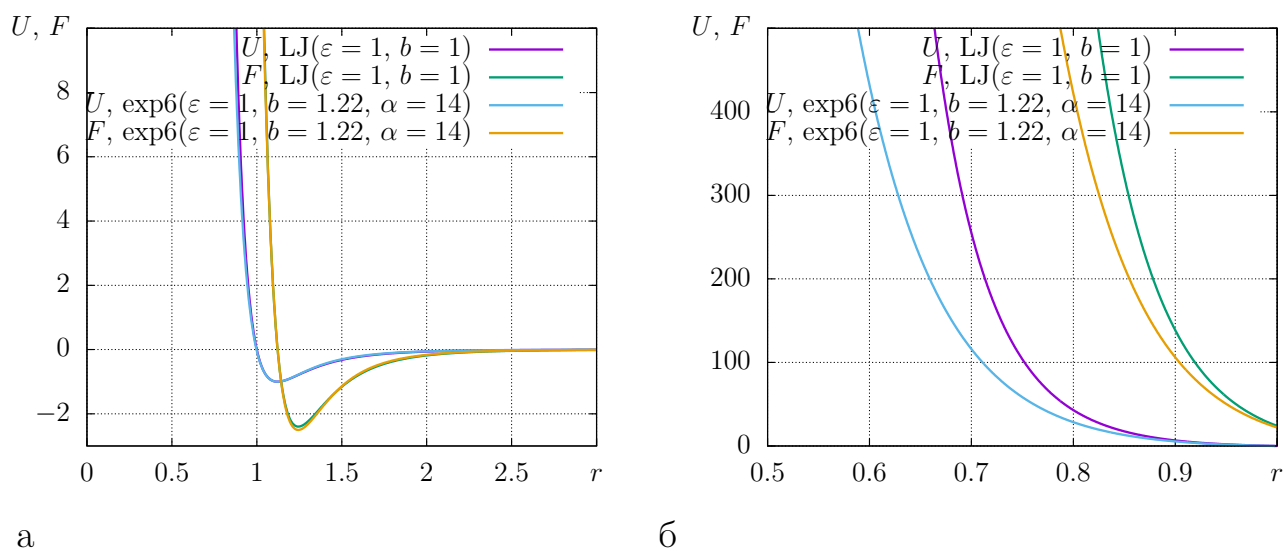 U, F
U, LJ(ε = 1, b = 1)
F, LJ(ε = 1, b = 1)
U, exp6(ε = 1, b = 1.22, α = 14)
F, exp6(ε = 1, b = 1.22, α = 14)
8
6
4
2
0
−2
0 0.5 1 1.5 2 2.5 r
а
U, F
U, LJ(ε = 1, b = 1)
F, LJ(ε = 1, b = 1)
U, exp6(ε = 1, b = 1.22, α = 14)
F, exp6(ε = 1, b = 1.22, α = 14)
400
300
200
100
0
0.5 0.6 0.7 0.8 0.9 r
б